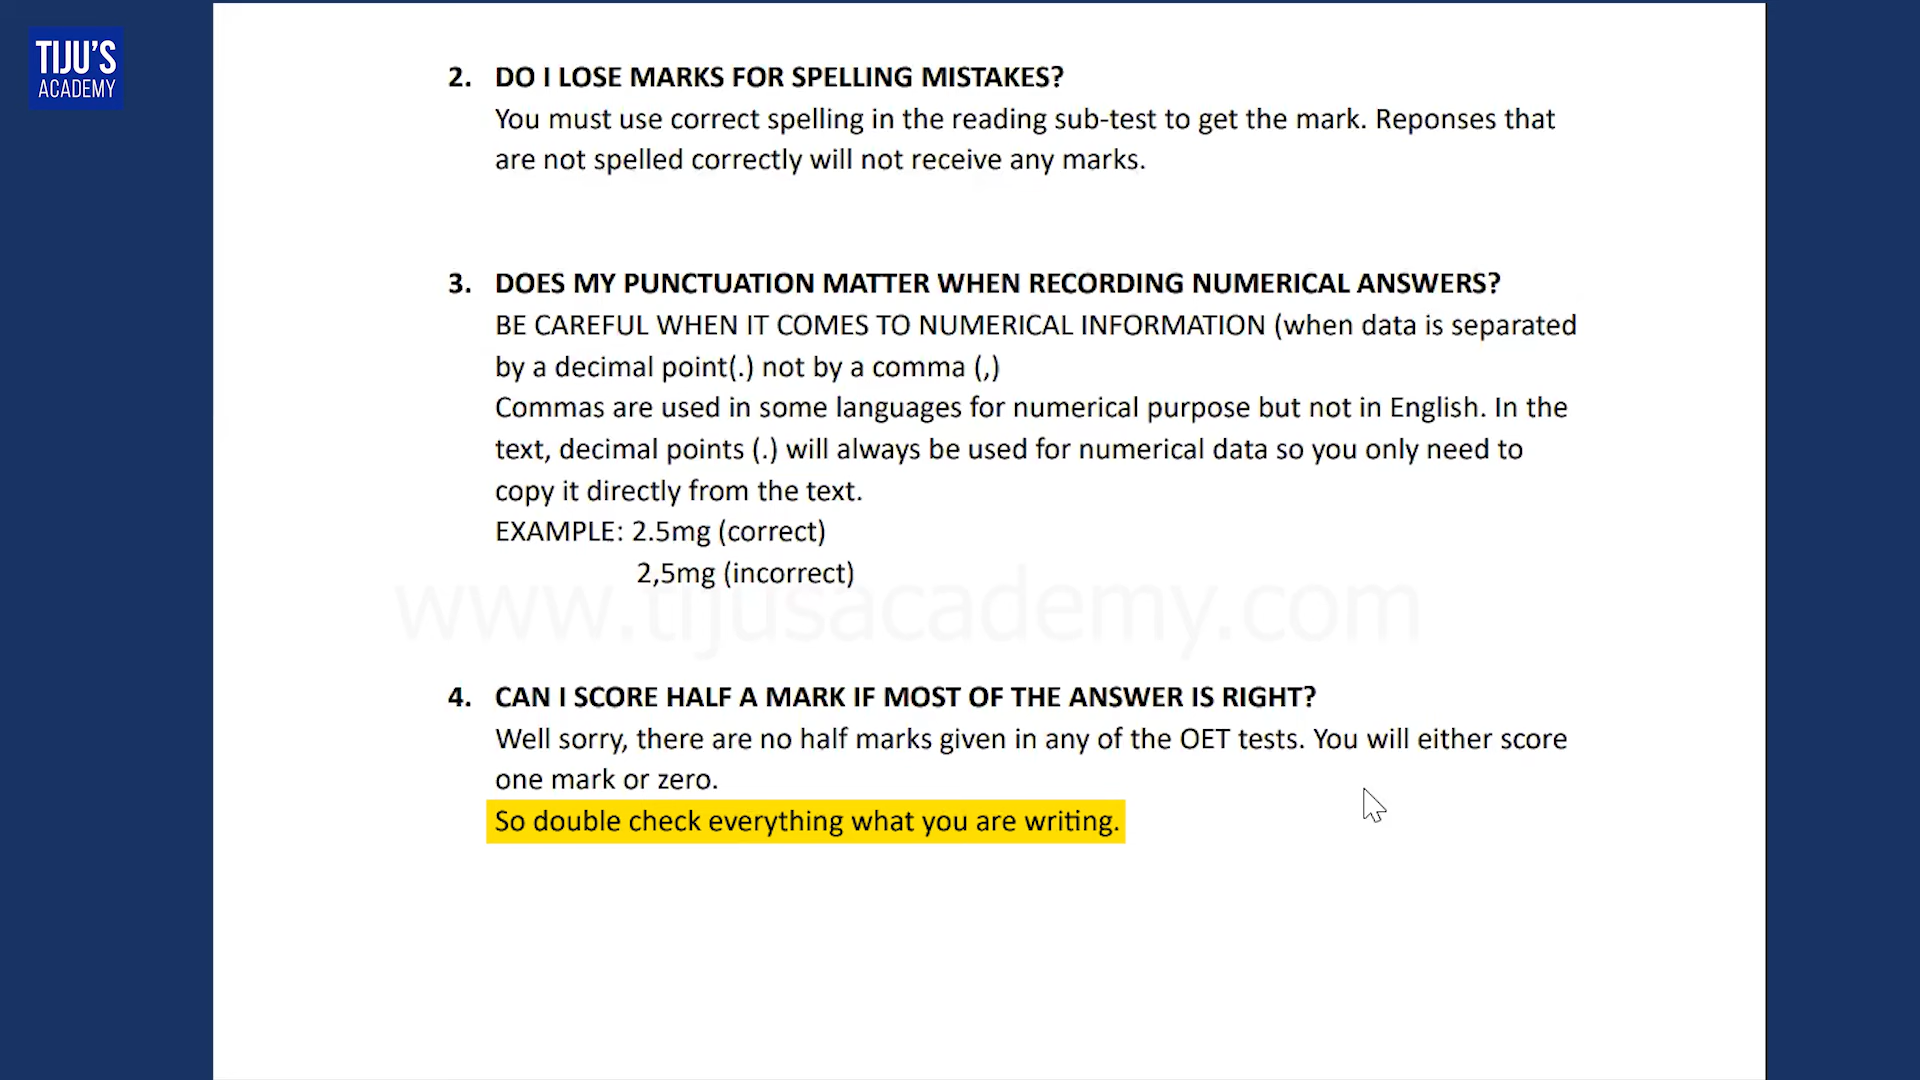 TIJU'S
ACADEMY
2. DO I LOSE MARKS FOR SPELLING MISTAKES?
You must use correct spelling in the reading sub-test to get the mark. Reponses that
are not spelled correctly will not receive any marks.
3. DOES MY PUNCTUATION MATTER WHEN RECORDING NUMERICAL ANSWERS?
BE CAREFUL WHEN IT COMES TO NUMERICAL INFORMATION (when data is separated
by a decimal point(.) not by a comma (,)
Commas are used in some languages for numerical purpose but not in English. In the
text, decimal points (.) will always be used for numerical data so you only need to
copy it directly from the text.
EXAMPLE: 2.5mg (correct)
2,5mg (incorrect)
www.tijusacademy.com
4. CAN I SCORE HALF A MARK IF MOST OF THE ANSWER IS RIGHT?
Well sorry, there are no half marks given in any of the OET tests. You will either score
one mark or zero.
So double check everything what you are writing.